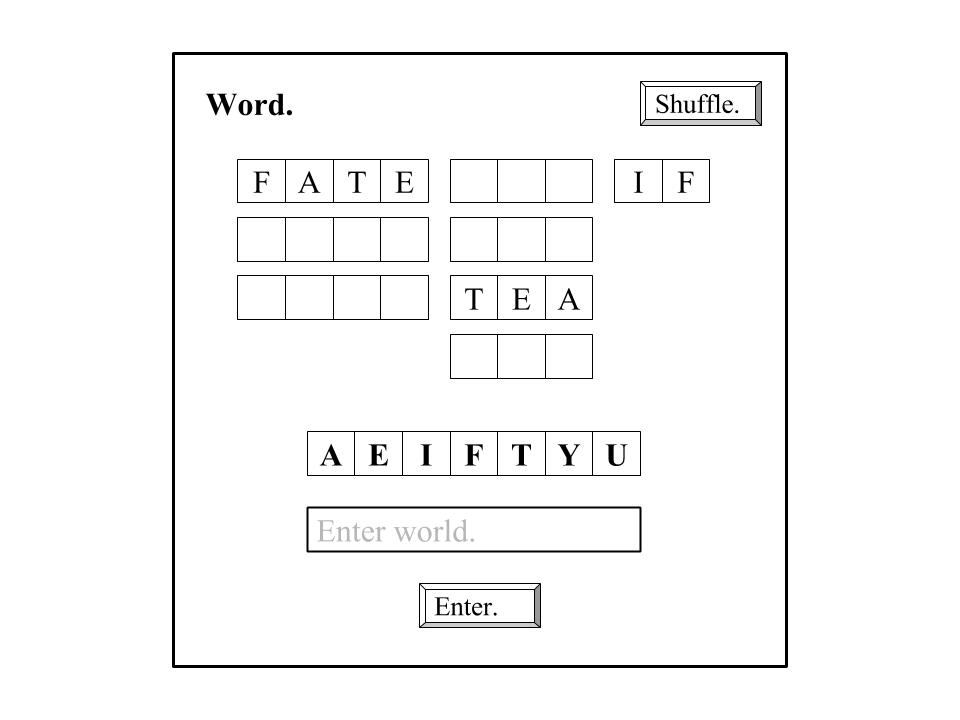 Word. Shuffle.
F A T E I F
T E A
A E I F T Y U
Enter world.
Enter.